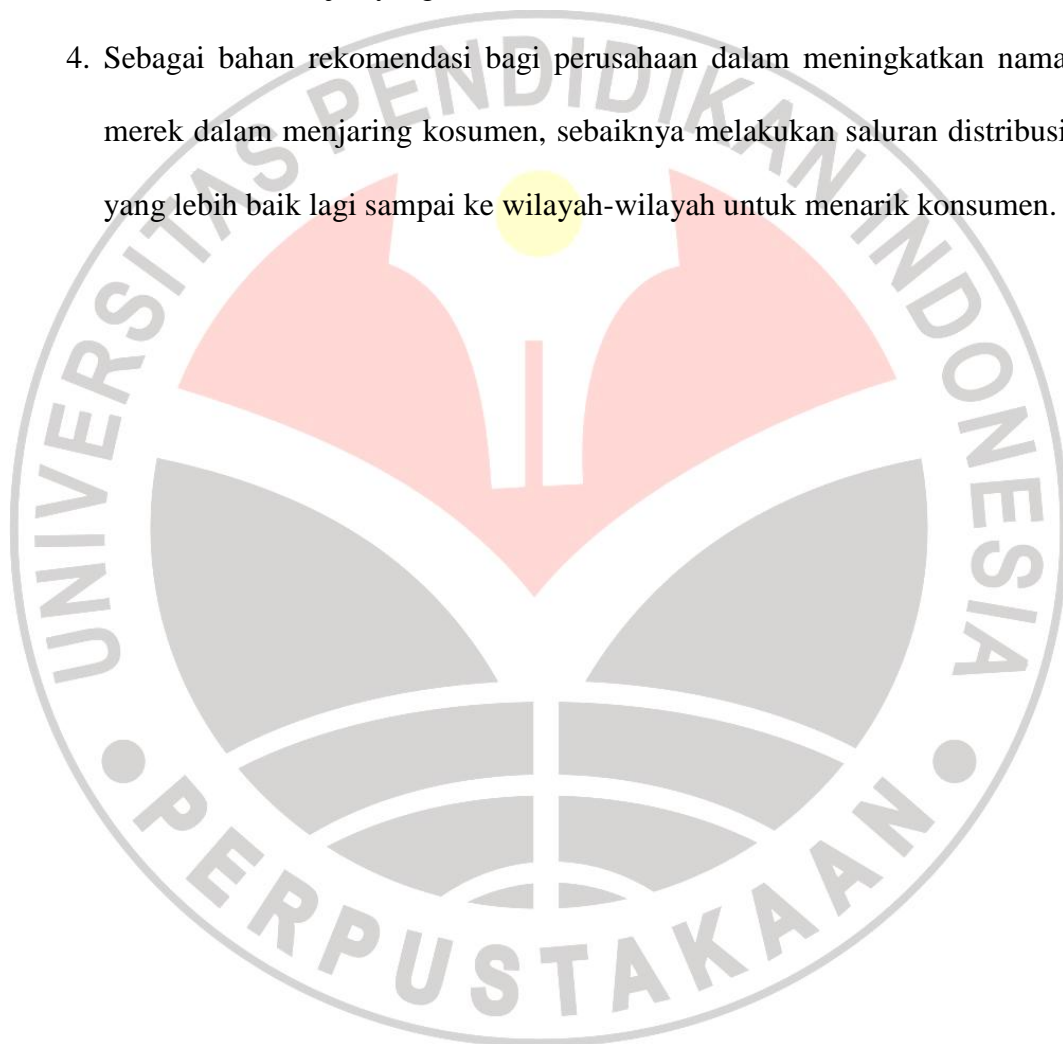 4. Sebagai bahan rekomendasi bagi perusahaan dalam meningkatkan nama
merek dalam menjaring kosumen, sebaiknya melakukan saluran distribusi
yang lebih baik lagi sampai ke wilayah-wilayah untuk menarik konsumen.
UNIVERSITAS PENDIDIKAN INDONESIA
PERPUSTAKAAN